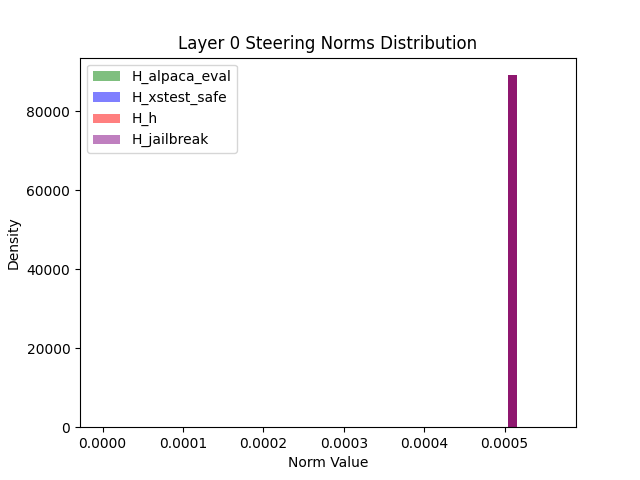 Layer 0 Steering Norms Distribution
H_alpaca_eval
H_xstest_safe
H_h
H_jailbreak
80000
60000
40000
20000
0
Density
0.0000 0.0001 0.0002 0.0003 0.0004 0.0005
Norm Value